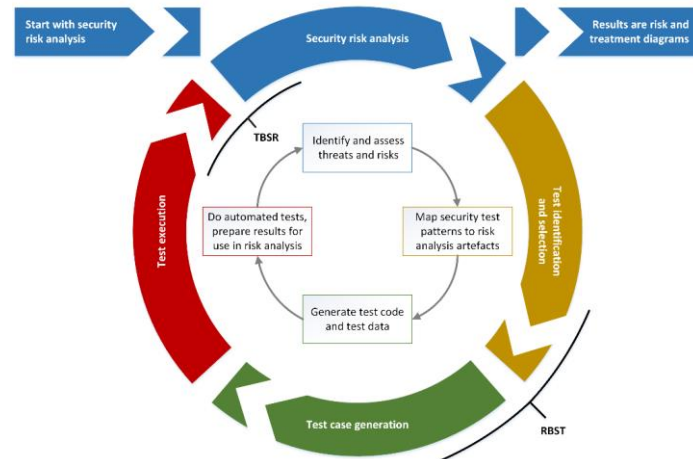 Start with security
risk analysis
Security risk analysis
Results are risk and
treatment diagrams
TBSR
Identify and assess
threats and risks
Test execution
Do automated tests,
prepare results for
use in risk analysis
Map security test
patterns to risk
analysis artefacts
Test identification
and selection
Generate test code
and test data
Test case generation
RBST